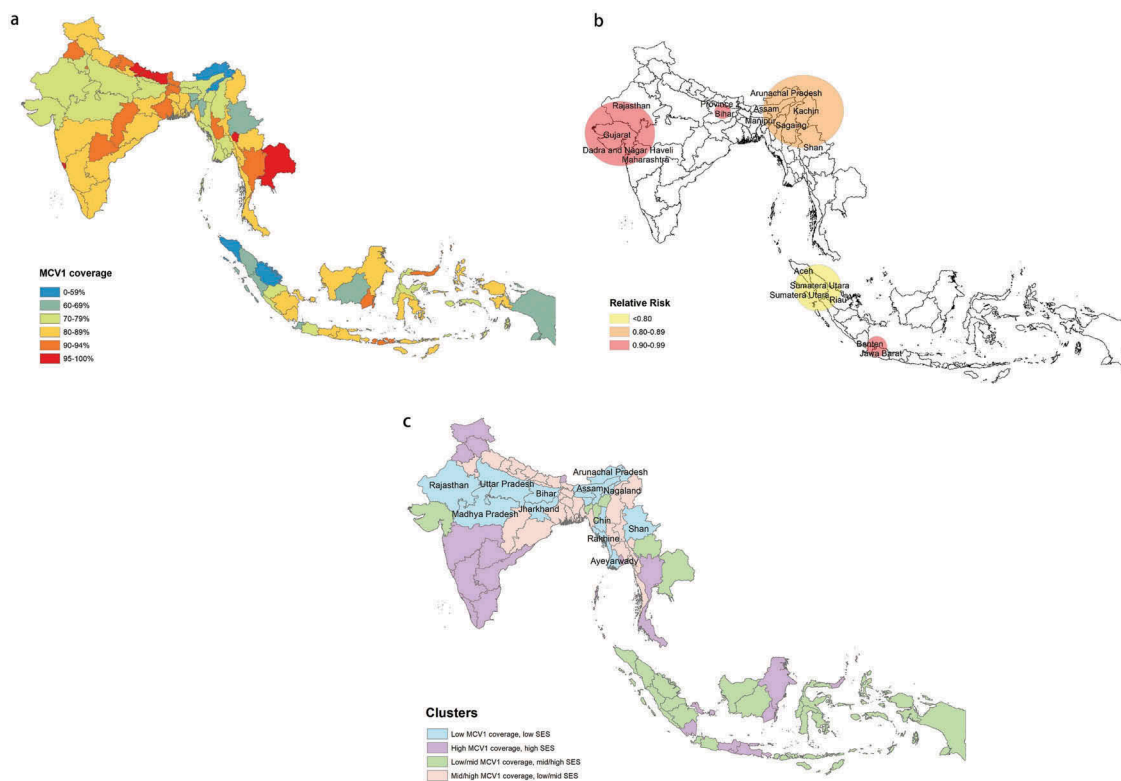 a
MCV1 coverage
0-59%
60-69%
70-79%
80-89%
90-94%
95-100%
b
Arunachal Pradesh
Rajasthan
Province 2
Assam
Kachin
Bihar
Manipur
Sagaing
Gujarat
Dadra and Nagar Haveli
Shan
Maharashtra
Aceh
Sumatera Utara
Sumatera Utara
Riau
Banten
Jawa Barat
Relative Risk
<0.80
0.80-0.89
0.90-0.99
c
Arunachal Pradesh
Rajasthan
Uttar Pradesh
Assam
Nagaland
Bihar
Madhya Pradesh
Jharkhand
Chin
Shan
Rakhine
Ayeyarwady
Clusters
Low MCV1 coverage, low SES
High MCV1 coverage, high SES
Low/mid MCV1 coverage, mid/high SES
Mid/high MCV1 coverage, low/mid SES